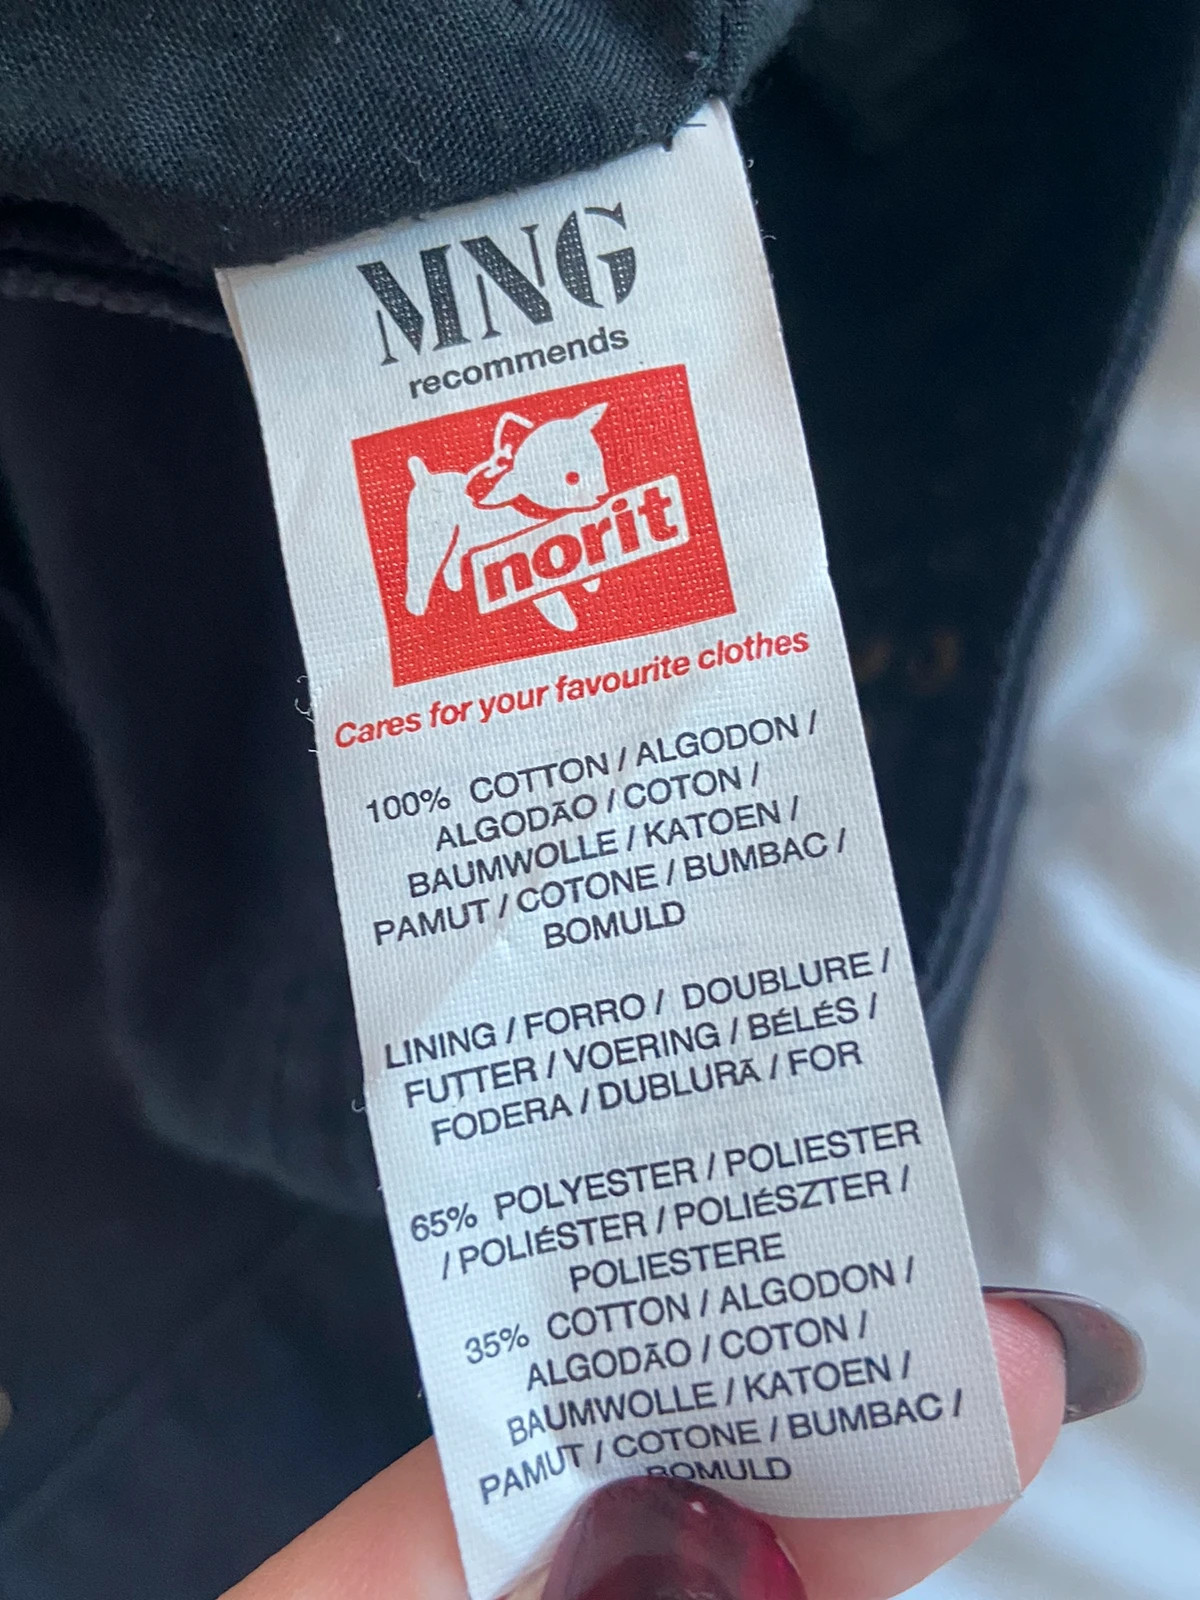 MNG
recommends
norit
Cares for your favourite clothes
100% COTTON / ALGODON /
ALGODÃO / COTON /
BAUMWOLLE / KATOEN /
PAMUT / COTONE / BUMBAC /
BOMULD
LINING / FORRO / DOUBLURE /
FUTTER / VOERING / BÉLÉS /
FODERA / DUBLURÃ / FOR
65% POLYESTER / POLIESTER
/ POLIÉSTER / POLIÉSZTER /
POLIESTERE
35% COTTON / ALGODON /
ALGODÃO / COTON /
BAUMWOLLE / KATOEN /
PAMUT / COTONE / BUMBAC /
BOMULD